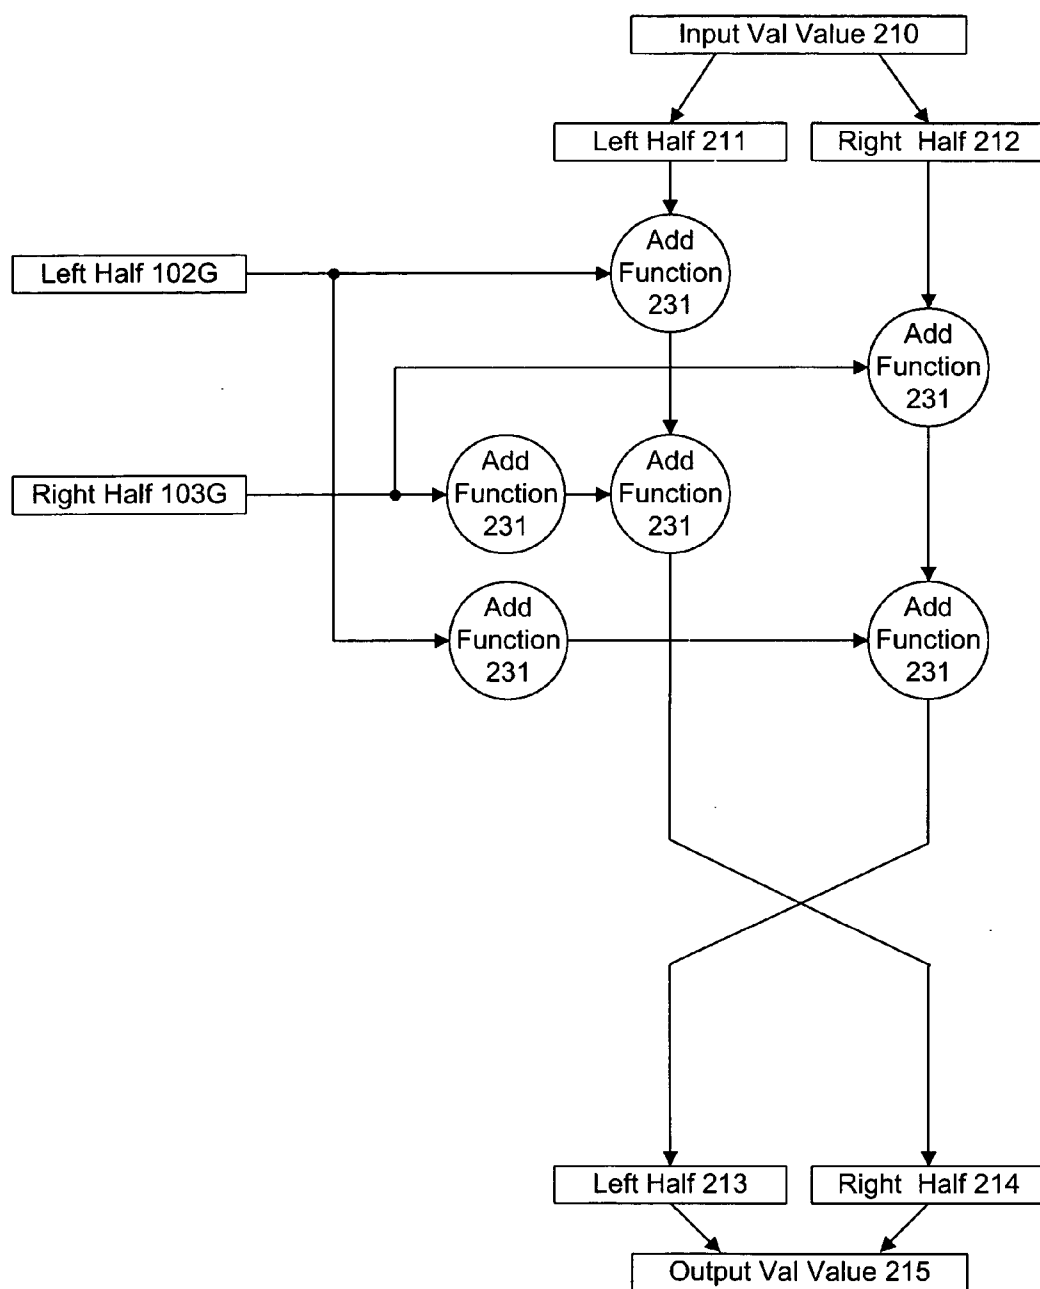 Input Val Value 210
Left Half 211
Right Half 212
Add
Function
231
Left Half 102G
Add
Function
231
Right Half 103G
Add
Function
231
Add
Function
231
Add
Function
231
Add
Function
231
Left Half 213
Right Half 214
Output Val Value 215